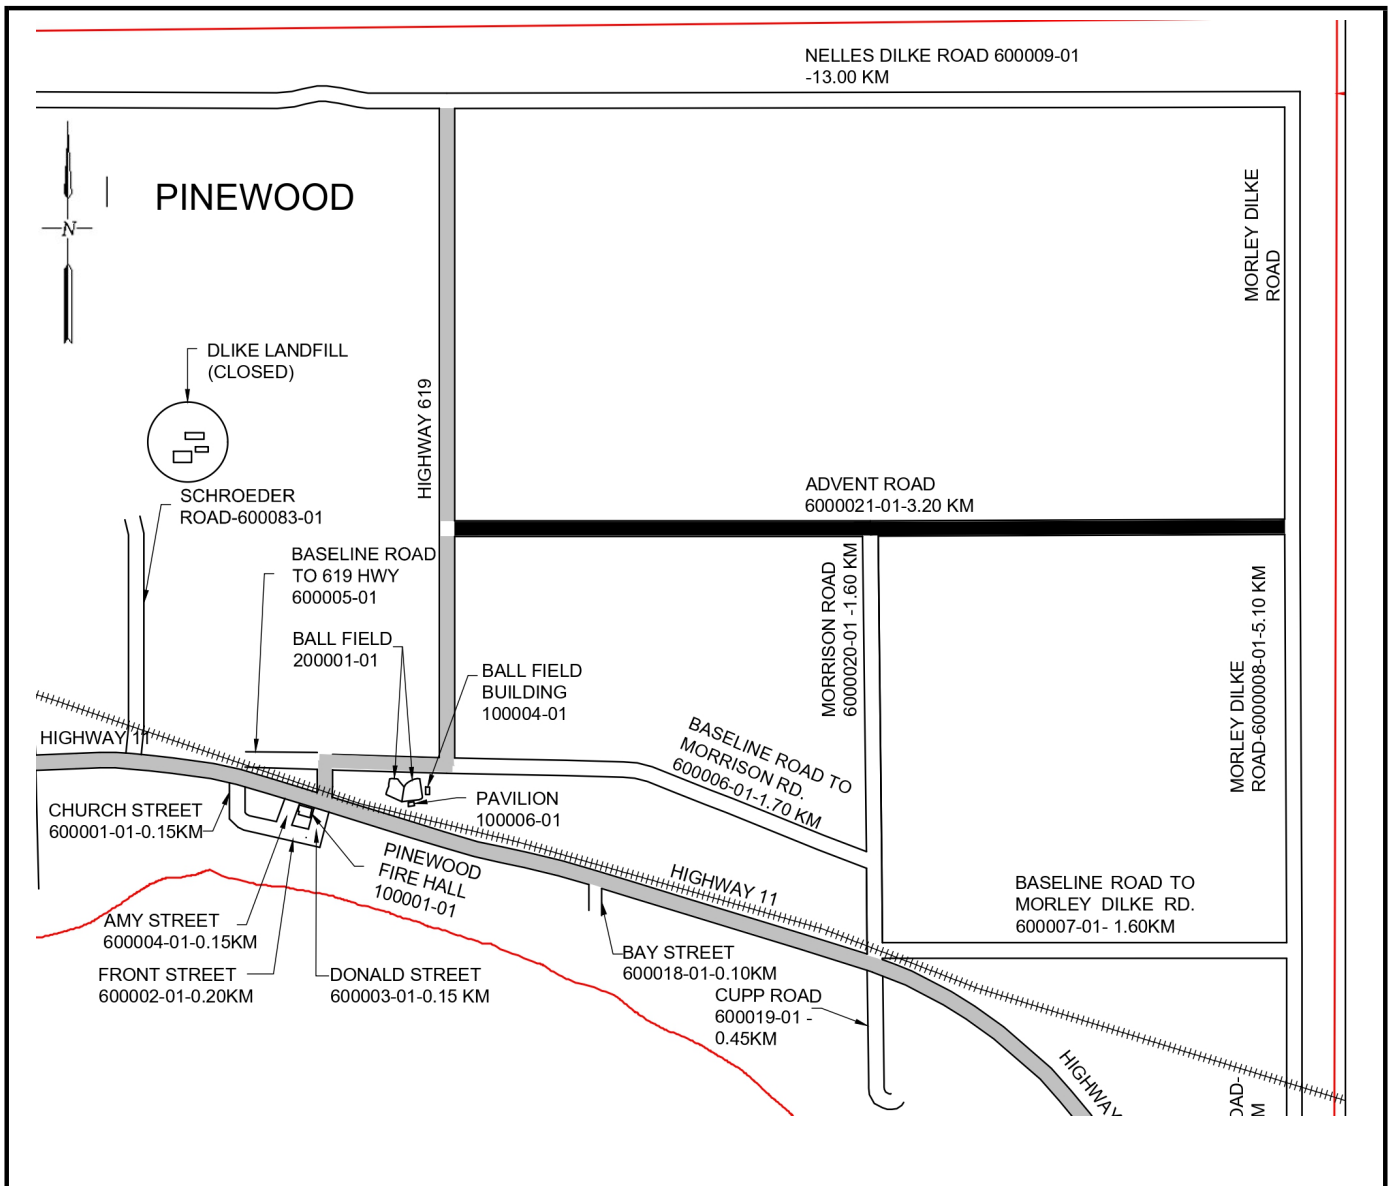 NELLES DILKE ROAD 600009-01
-13.00 KM
PINEWOOD
N
MORLEY DILKE
ROAD
DLIKE LANDFILL
(CLOSED)
HIGHWAY 619
SCHROEDER
ROAD-600083-01
ADVENT ROAD
6000021-01-3.20 KM
BASELINE ROAD
TO 619 HWY
600005-01
BALL FIELD
200001-01
BALL FIELD
BUILDING
100004-01
MORRISON ROAD
6000020-01 -1.60 KM
MORLEY DILKE
ROAD-6000008-01-5.10 KM
HIGHWAY 11
BASELINE ROAD TO
MORRISON RD.
600006-01-1.70 KM
CHURCH STREET
600001-01-0.15KM
PAVILION
100006-01
PINEWOOD
FIRE HALL
100001-01
HIGHWAY 11
BASELINE ROAD TO
MORLEY DILKE RD.
600007-01- 1.60KM
AMY STREET
600004-01-0.15KM
FRONT STREET
600002-01-0.20KM
DONALD STREET
600003-01-0.15 KM
BAY STREET
600018-01-0.10KM
CUPP ROAD
600019-01 -
0.45KM
HIGHWAY
OAD-
M